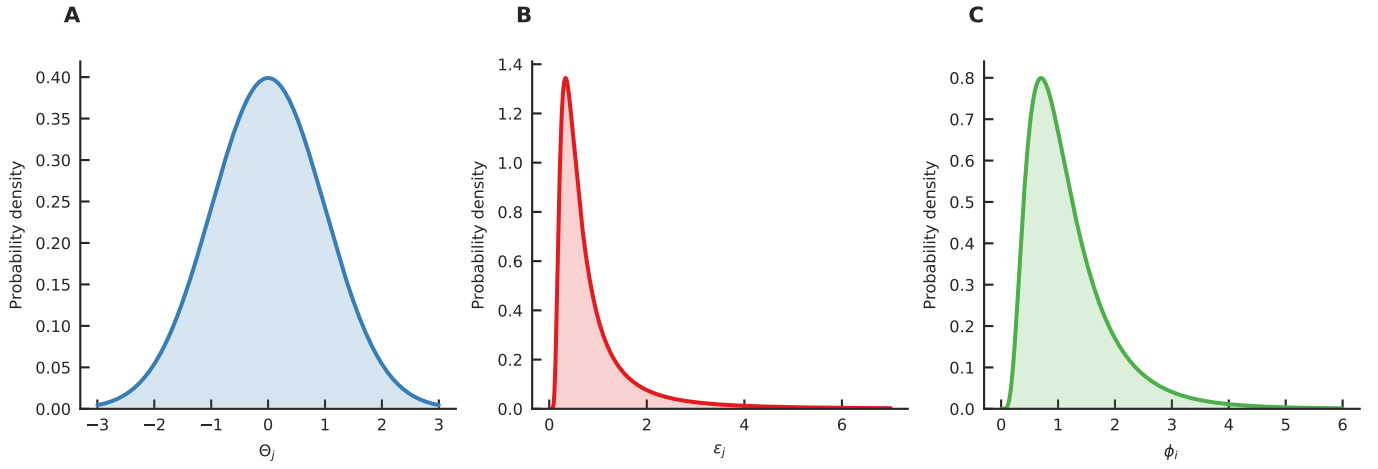 A
B
C
Probability density
0.40
0.35
0.30
0.25
0.20
0.15
0.10
0.05
0.00
−3 −2 −1 0 1 2 3
Θj
Probability density
1.4
1.2
1.0
0.8
0.6
0.4
0.2
0.0
0 2 4 6
εj
Probability density
0.8
0.7
0.6
0.5
0.4
0.3
0.2
0.1
0.0
0 1 2 3 4 5 6
ϕi